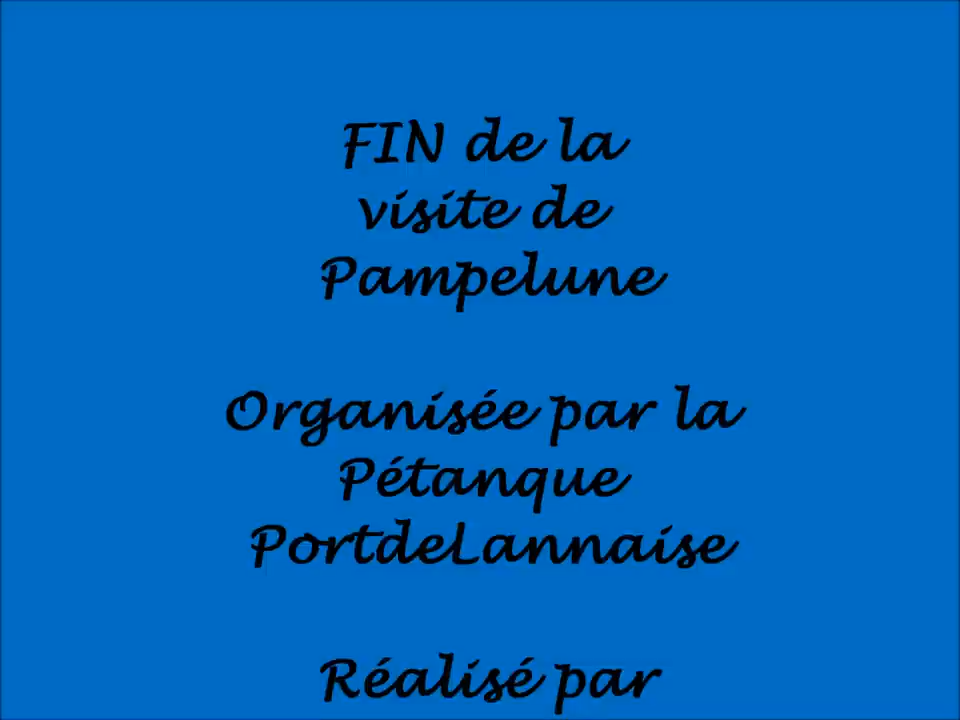 FIN de la
visite de
Pampelune
Organisée par la
Pétanque
PortdeLannaise
Réalisé par